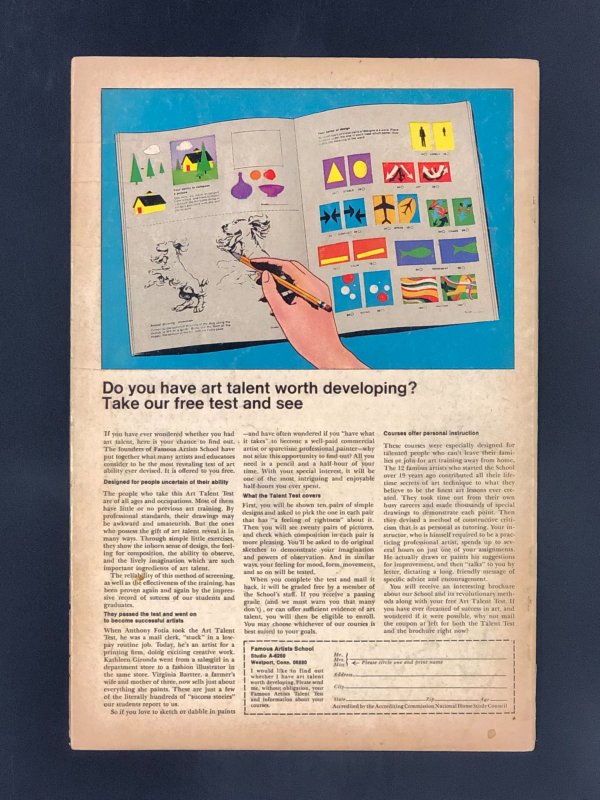 Your sense of design
Your ability to compose
a picture
Do you have art talent worth developing?
Take our free test and see
If you have ever wondered whether you had
art talent, here is your chance to find out.
The founders of Famous Artists School have
put together what many artists and educators
consider to be the most revealing test of art
ability ever devised. It is offered to you free.
Designed for people uncertain of their ability
The people who take this Art Talent Test
are of all ages and occupations. Most of them
have little or no previous art training. By
professional standards, their drawings may
be awkward and amateurish. But the ones
who possess the gift of art talent reveal it in
many ways. Through simple little exercises,
they show the inborn sense of design, the feel-
ing for composition, the ability to observe,
and the lively imagination which are such
important ingredients of art talent.
The reliability of this method of screening,
as well as the effectiveness of the training, has
been proven again and again by the impres-
sive record of success of our students and
graduates.
They passed the test and went on
to become successful artists
When Anthony Fotia took the Art Talent
Test, he was a mail clerk, "stuck" in a low-
pay routine job. Today, he's an artist for a
printing firm, doing exciting creative work.
Kathleen Gironda went from a salesgirl in a
department store to a fashion illustrator in
the same store. Virginia Bartter, a farmer's
wife and mother of three, now sells just about
everything she paints. These are just a few
of the literally hundreds of "success stories"
our students report to us.
So if you love to sketch or dabble in paints
—and have often wondered if you "have what
it takes" to become a well-paid commercial
artist or sparetime professional painter—why
not seize this opportunity to find out? All you
need is a pencil and a half-hour of your
time. With your special interest, it will be
one of the most intriguing and enjoyable
half-hours you ever spent.
What the Talent Test covers
First, you will be shown ten pairs of simple
designs and asked to pick the one in each pair
that has "a feeling of rightness" about it.
Then you will see twenty pairs of pictures,
and check which composition in each pair is
more pleasing. You'll be asked to do original
sketches to demonstrate your imagination
and powers of observation. And in similar
ways, your feeling for mood, form, movement,
and so on will be tested.
When you complete the test and mail it
back, it will be graded free by a member of
the School's staff. If you receive a passing
grade, (and we must warn you that many
don't), or can offer sufficient evidence of art
talent, you will then be eligible to enroll.
You may choose whichever of our courses is
best suited to your goals.
Courses offer personal instruction
These courses were especially designed for
talented people who can't leave their fami-
lies or jobs for art training away from home.
The 12 famous artists who started the School
over 19 years ago contributed all their life-
time secrets of art technique to what they
believe to be the finest art lessons ever cre-
ated. They took time out from their own
busy careers and made thousands of special
drawings to demonstrate each point. Then
they devised a method of constructive criti-
cism that is as personal as tutoring. Your in-
structor, who is himself required to be a prac-
ticing professional artist, spends up to sev-
eral hours on just one of your assignments.
He actually draws or paints his suggestions
for improvement, and then "talks" to you by
letter, dictating a long, friendly message of
specific advice and encouragement.
You will receive an interesting brochure
about our School and its revolutionary meth-
ods along with your free Art Talent Test. If
you have ever dreamed of success in art, and
wondered if it were possible, why not mail
the coupon at left for both the Talent Test
and the brochure right now?
Famous Artists School
Studio A-6260
Westport, Conn. 06880
I would like to find out
whether I have art talent
worth developing. Please send
me, without obligation, your
Famous Artists Talent Test
and information about your
courses.
Mr.
Mrs.
Miss
Please circle one and print name
Address
City
State Zip Age
Accredited by the Accrediting Commission National Home Study Council